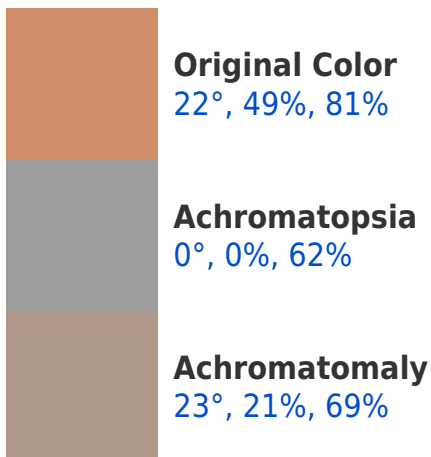 Original Color
22°, 49%, 81%
Achromatopsia
0°, 0%, 62%
Achromatomaly
23°, 21%, 69%